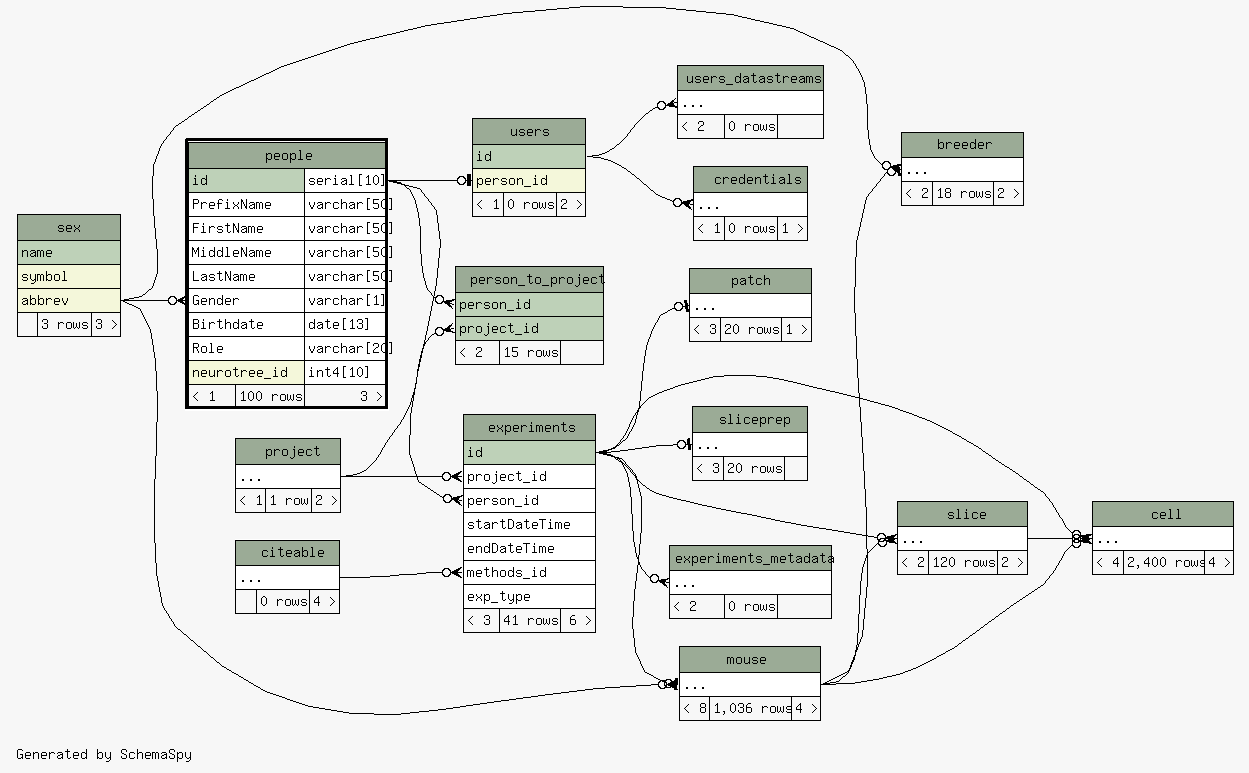 users_datastreams
...
< 2 0 rows
users
id
person_id
< 1 0 rows 2 >
breeder
...
< 2 18 rows 2 >
people
id serial[10]
PrefixName varchar[50]
FirstName varchar[50]
MiddleName varchar[50]
LastName varchar[50]
Gender varchar[1]
Birthdate date[13]
Role varchar[20]
neurotree_id int4[10]
< 1 100 rows 3 >
credentials
...
< 1 0 rows 1 >
sex
name
symbol
abbrev
3 rows 3 >
person_to_project
person_id
project_id
< 2 15 rows
patch
...
< 3 20 rows 1 >
sliceprep
...
< 3 20 rows
experiments
id
project_id
person_id
startDateTime
endDateTime
methods_id
exp_type
< 3 41 rows 6 >
project
...
< 1 1 row 2 >
citeable
...
0 rows 4 >
slice
...
< 2 120 rows 2 >
cell
...
< 4 2,400 rows 4 >
experiments_metadata
...
< 2 0 rows
mouse
...
< 8 1,036 rows 4 >
Generated by SchemaSpy